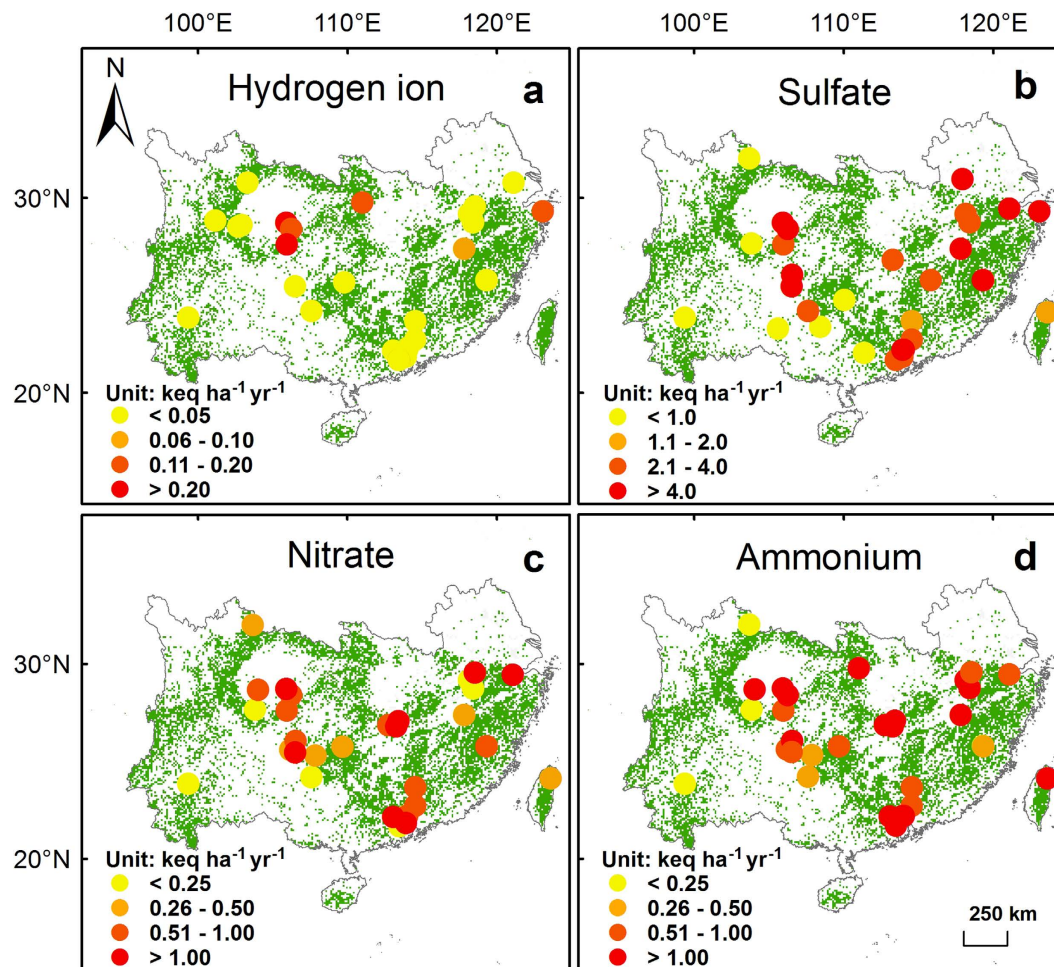 100°E 110°E 120°E 100°E 110°E 120°E
N
Hydrogen ion a
Sulfate b
30°N
20°N
Unit: keq ha⁻¹ yr⁻¹
< 0.05
0.06 - 0.10
0.11 - 0.20
> 0.20
Unit: keq ha⁻¹ yr⁻¹
< 1.0
1.1 - 2.0
2.1 - 4.0
> 4.0
Nitrate c
Ammonium d
30°N
20°N
Unit: keq ha⁻¹ yr⁻¹
< 0.25
0.26 - 0.50
0.51 - 1.00
> 1.00
Unit: keq ha⁻¹ yr⁻¹
< 0.25
0.26 - 0.50
0.51 - 1.00
> 1.00
250 km